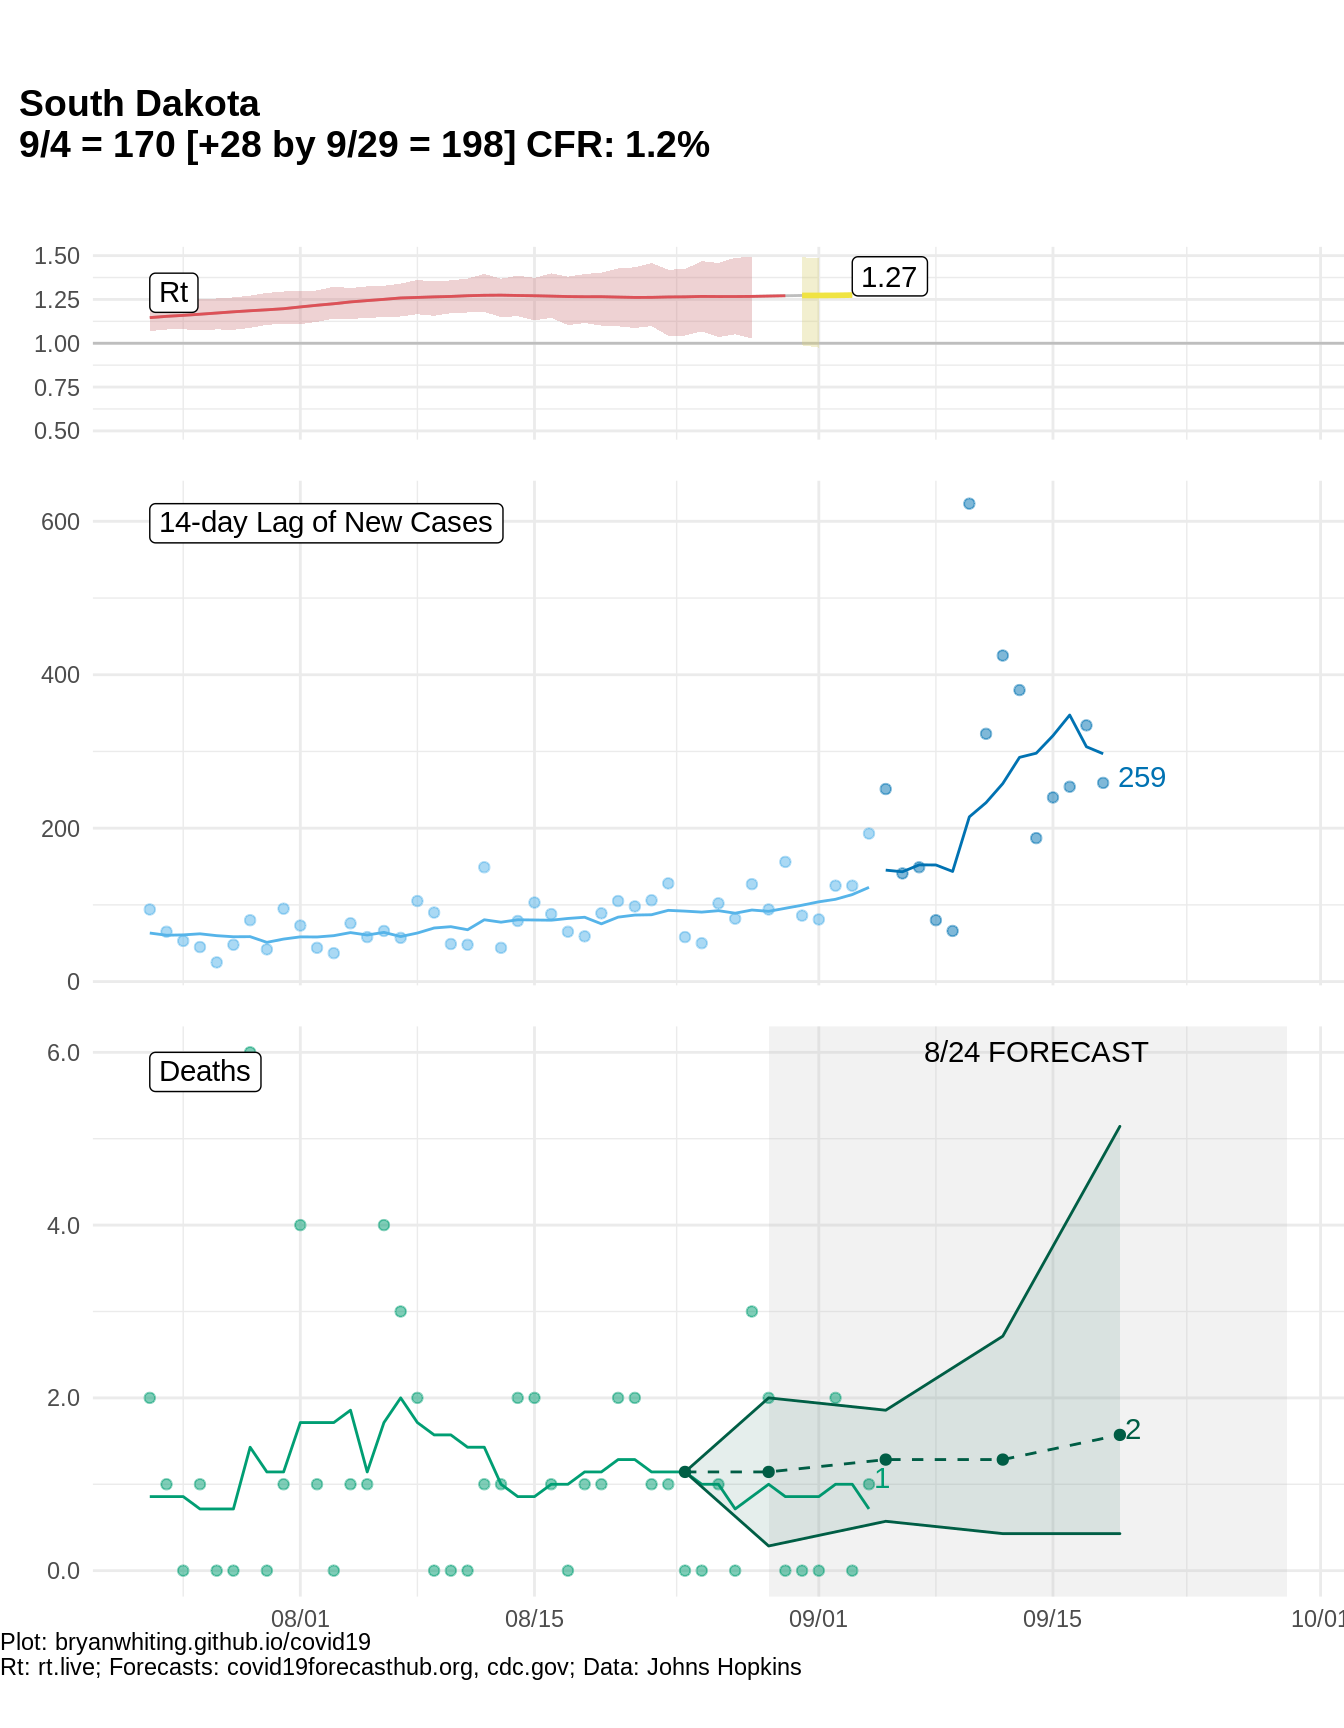 South Dakota
9/4 = 170 [+28 by 9/29 = 198] CFR: 1.2%
1.50
1.25
1.00
0.75
0.50
Rt
1.27
600
400
200
0
14-day Lag of New Cases
259
6.0
4.0
2.0
0.0
Deaths
8/24 FORECAST
2
1
08/01
08/15
09/01
09/15
10/01
Plot: bryanwhiting.github.io/covid19
Rt: rt.live; Forecasts: covid19forecasthub.org, cdc.gov; Data: Johns Hopkins